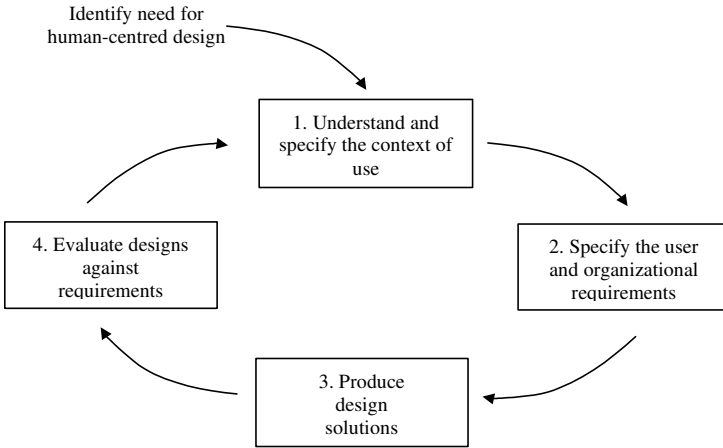 Identify need for
human-centred design
1. Understand and
specify the context of
use
2. Specify the user
and organizational
requirements
3. Produce
design
solutions
4. Evaluate designs
against
requirements